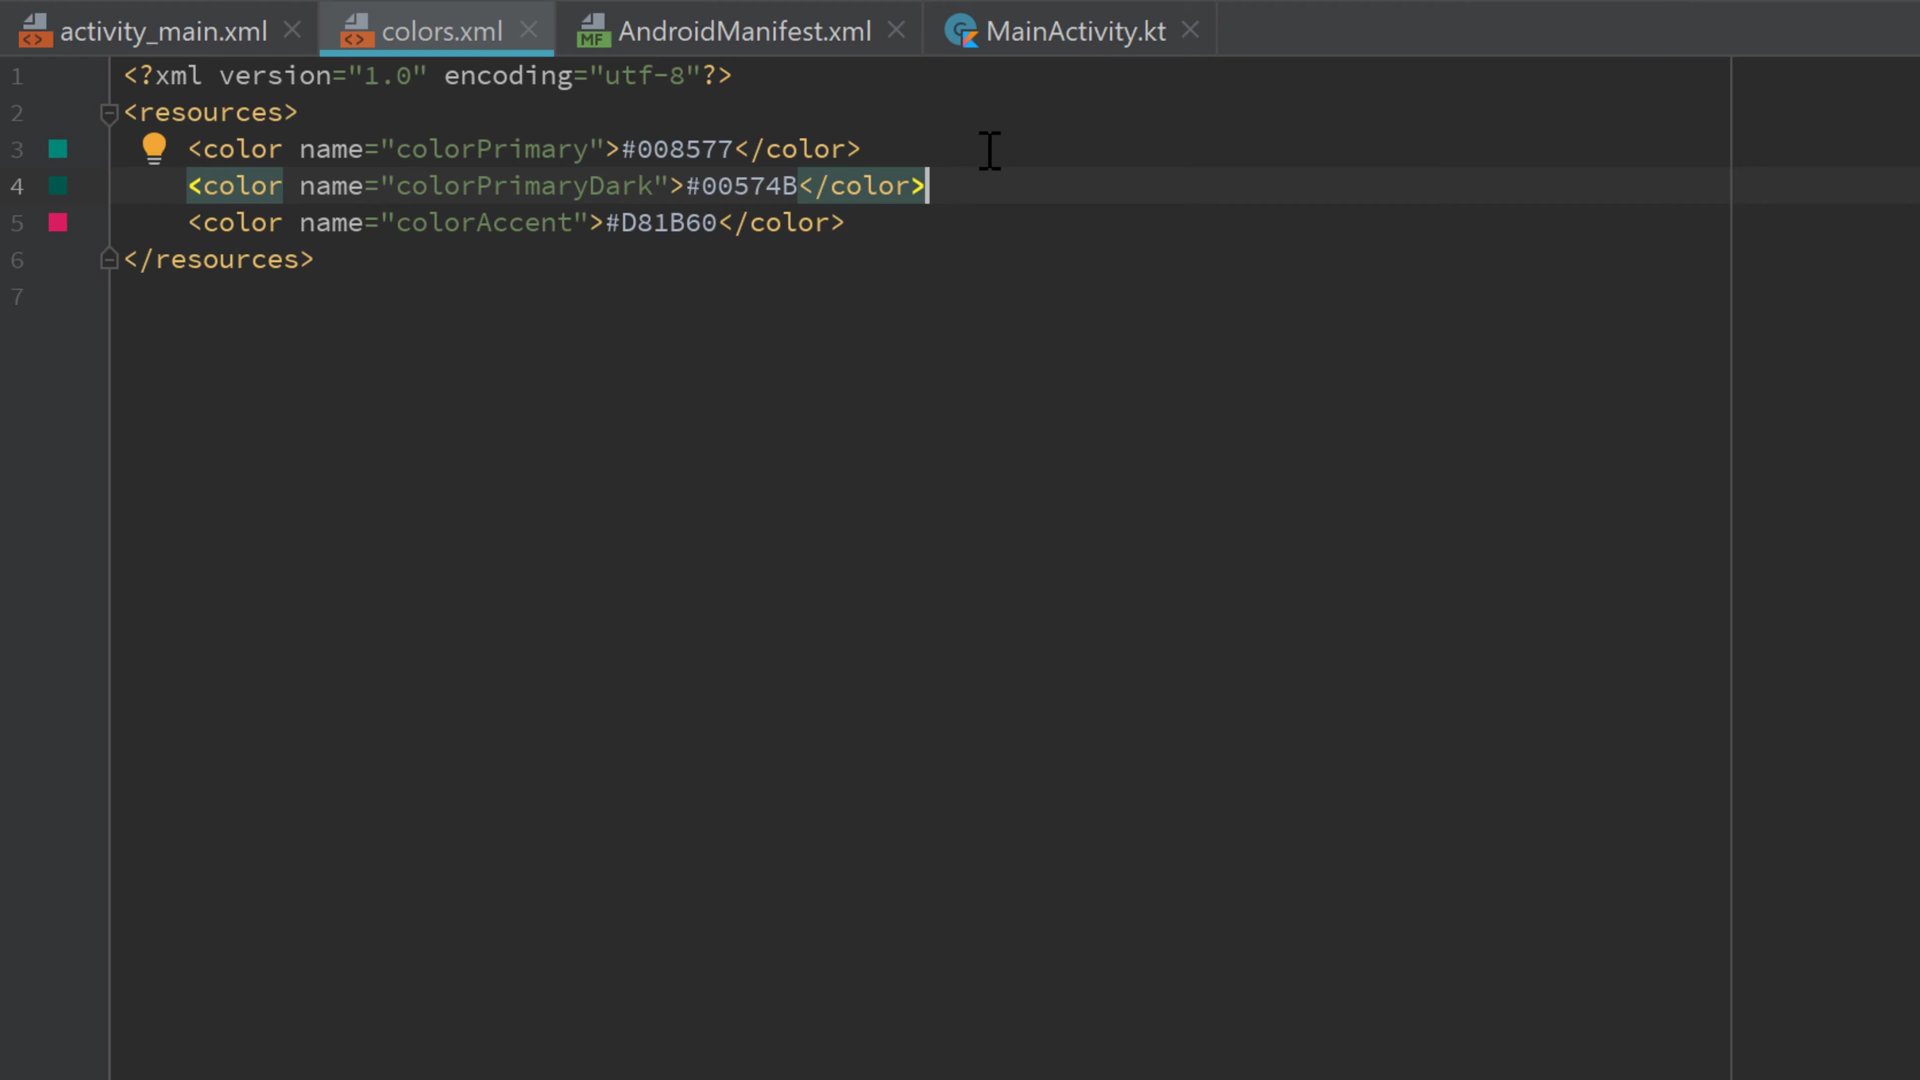 activity_main.xml colors.xml AndroidManifest.xml MainActivity.kt
1 <?xml version="1.0" encoding="utf-8"?>
2 <resources>
3 <color name="colorPrimary">#008577</color>
4 <color name="colorPrimaryDark">#00574B</color>
5 <color name="colorAccent">#D81B60</color>
6 </resources>
7